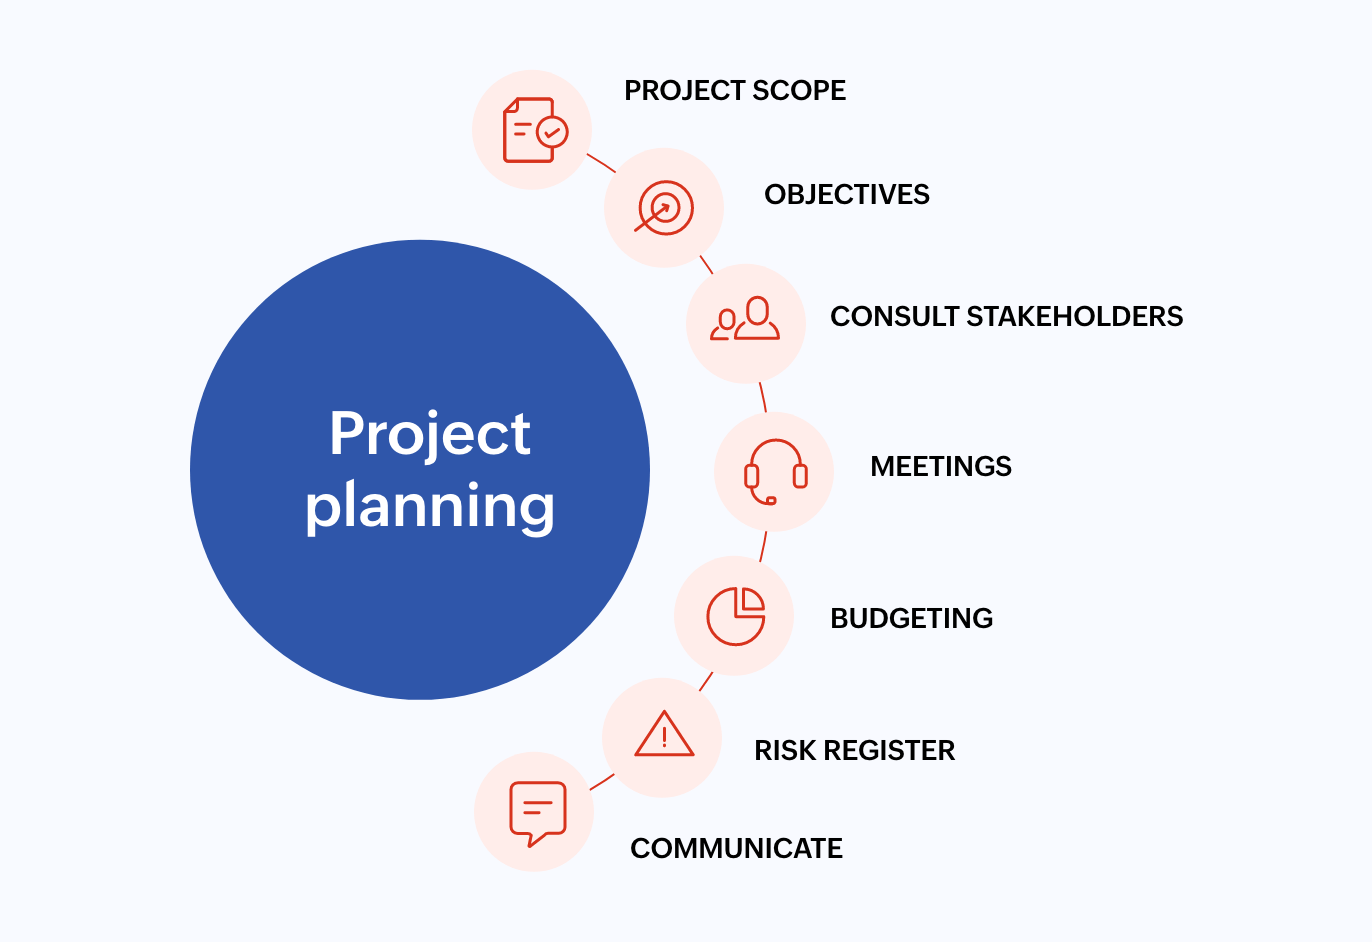 PROJECT SCOPE
OBJECTIVES
CONSULT STAKEHOLDERS
Project
planning
MEETINGS
BUDGETING
RISK REGISTER
COMMUNICATE